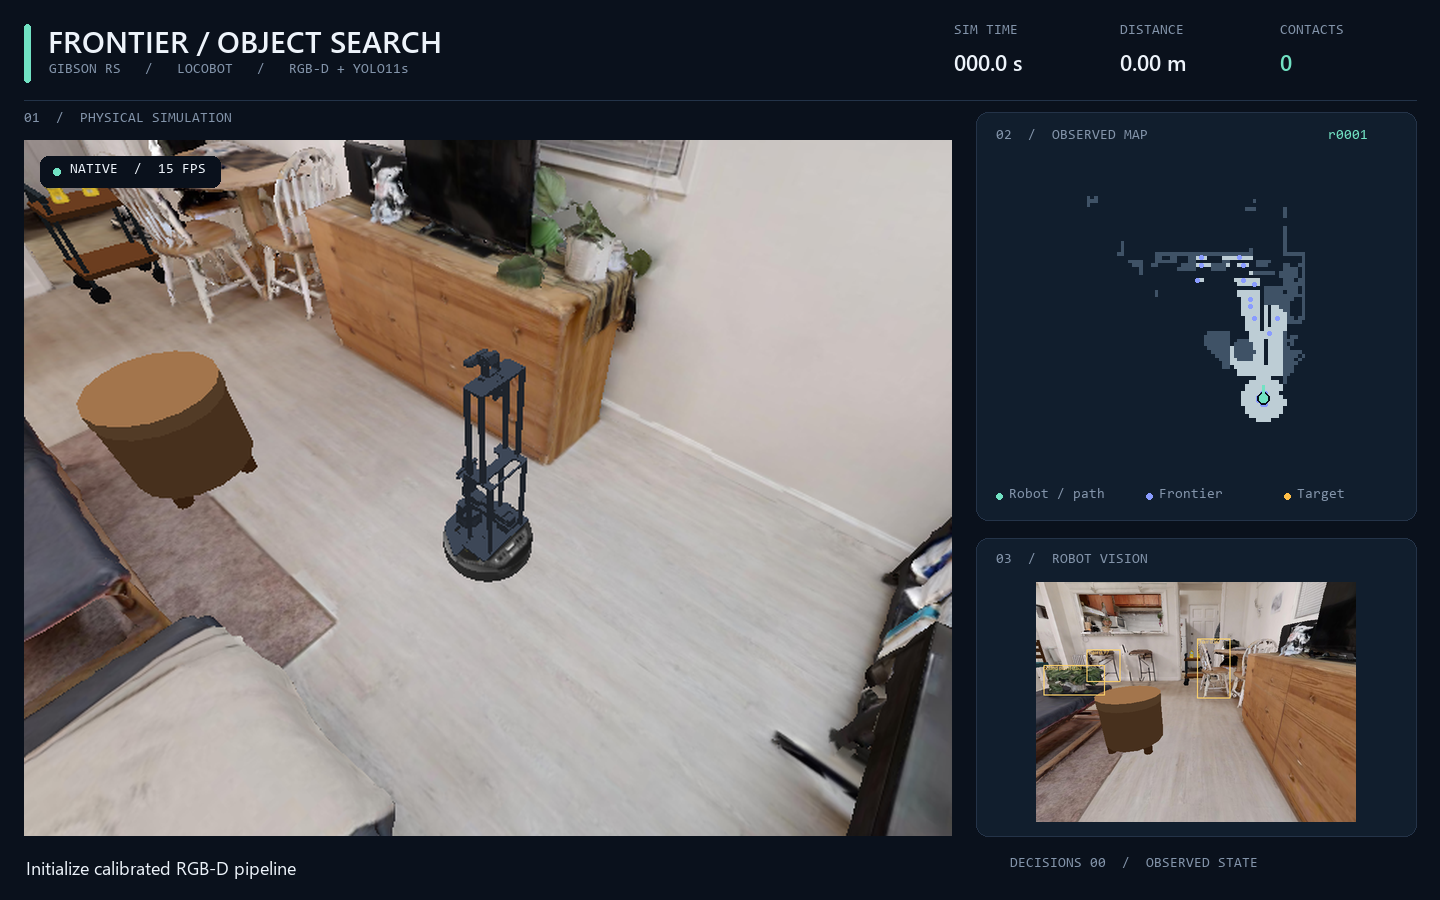 FRONTIER / OBJECT SEARCH
GIBSON RS / LOCOBOT / RGB-D + YOLO11s
SIM TIME
000.0 s
DISTANCE
0.00 m
CONTACTS
0
01 / PHYSICAL SIMULATION
NATIVE / 15 FPS
02 / OBSERVED MAP
r0001
Robot / path
Frontier
Target
03 / ROBOT VISION
Initialize calibrated RGB-D pipeline
DECISIONS 00 / OBSERVED STATE